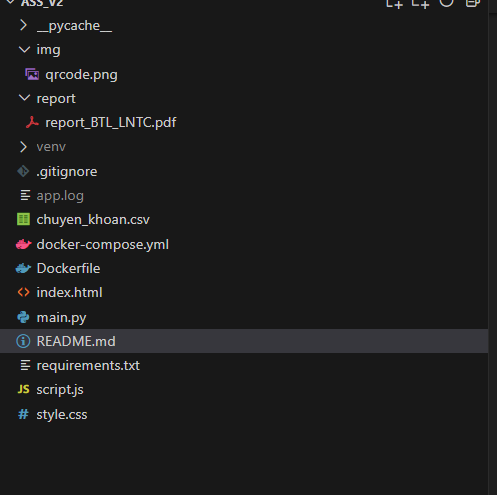 ASS_V2
__pycache__
img
qrcode.png
report
report_BTL_LNTC.pdf
venv
.gitignore
app.log
chuyen_khoan.csv
docker-compose.yml
Dockerfile
index.html
main.py
README.md
requirements.txt
JS script.js
# style.css